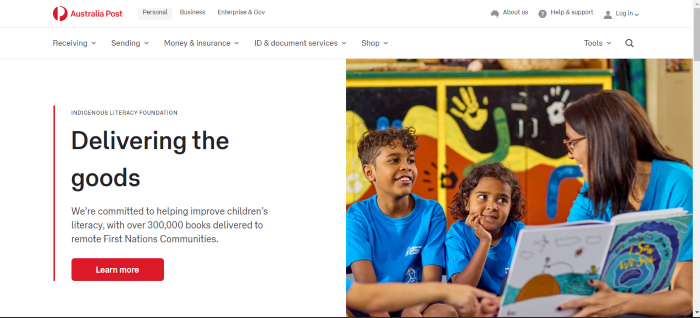 Australia Post Personal Business Enterprise & Gov About us Help & support Log in
Receiving Sending Money & insurance ID & document services Shop Tools
INDIGENOUS LITERACY FOUNDATION
Delivering the
goods
We're committed to helping improve children's
literacy, with over 300,000 books delivered to
remote First Nations Communities.
Learn more